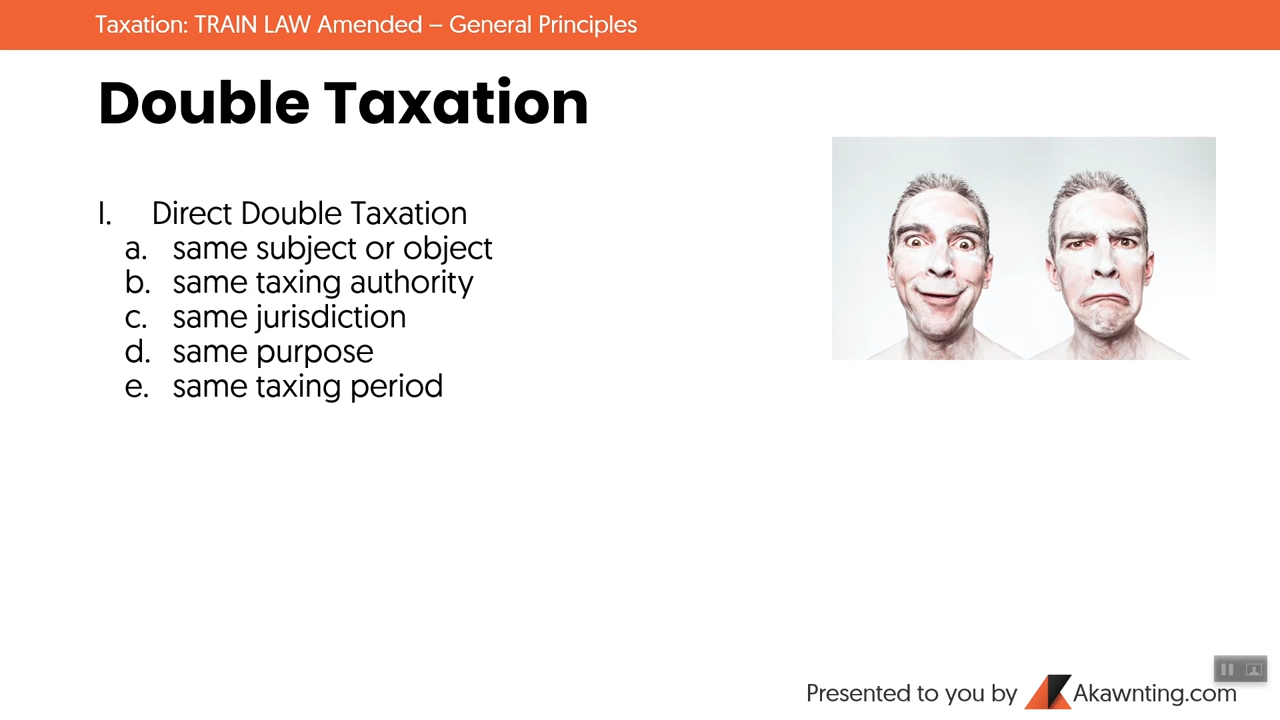 Taxation: TRAIN LAW Amended – General Principles
Double Taxation
I. Direct Double Taxation
a. same subject or object
b. same taxing authority
c. same jurisdiction
d. same purpose
e. same taxing period
Presented to you by Akawnting.com